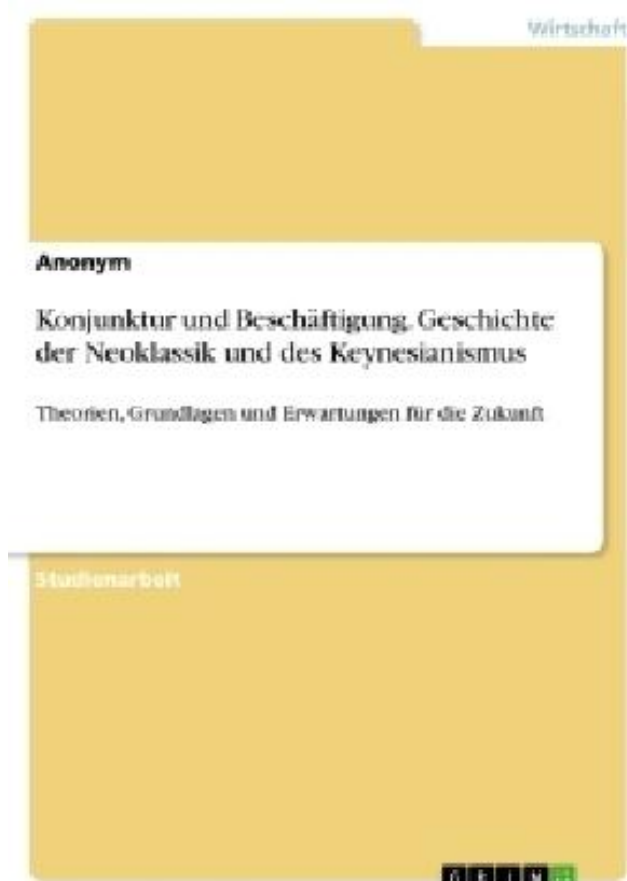 Wirtschaft
Anonym
Konjunktur und Beschäftigung. Geschichte
der Neoklassik und des Keynesianismus
Theorien, Grundlagen und Erwartungen für die Zukunft
Studienarbeit
GRIN